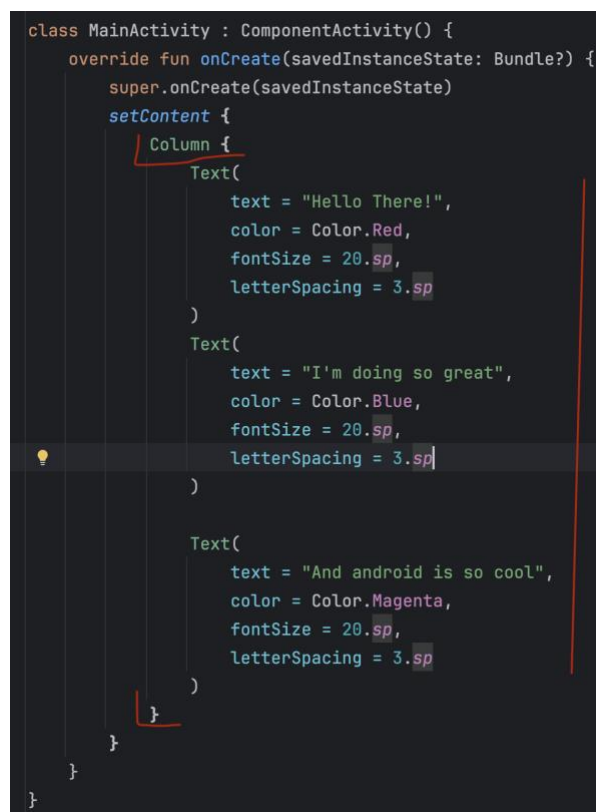 class MainActivity : ComponentActivity() {
override fun onCreate(savedInstanceState: Bundle?) {
super.onCreate(savedInstanceState)
setContent {
Column {
Text(
text = "Hello There!",
color = Color.Red,
fontSize = 20.sp,
letterSpacing = 3.sp
)
Text(
text = "I'm doing so great",
color = Color.Blue,
fontSize = 20.sp,
letterSpacing = 3.sp
)
Text(
text = "And android is so cool",
color = Color.Magenta,
fontSize = 20.sp,
letterSpacing = 3.sp
)
}
}
}
}